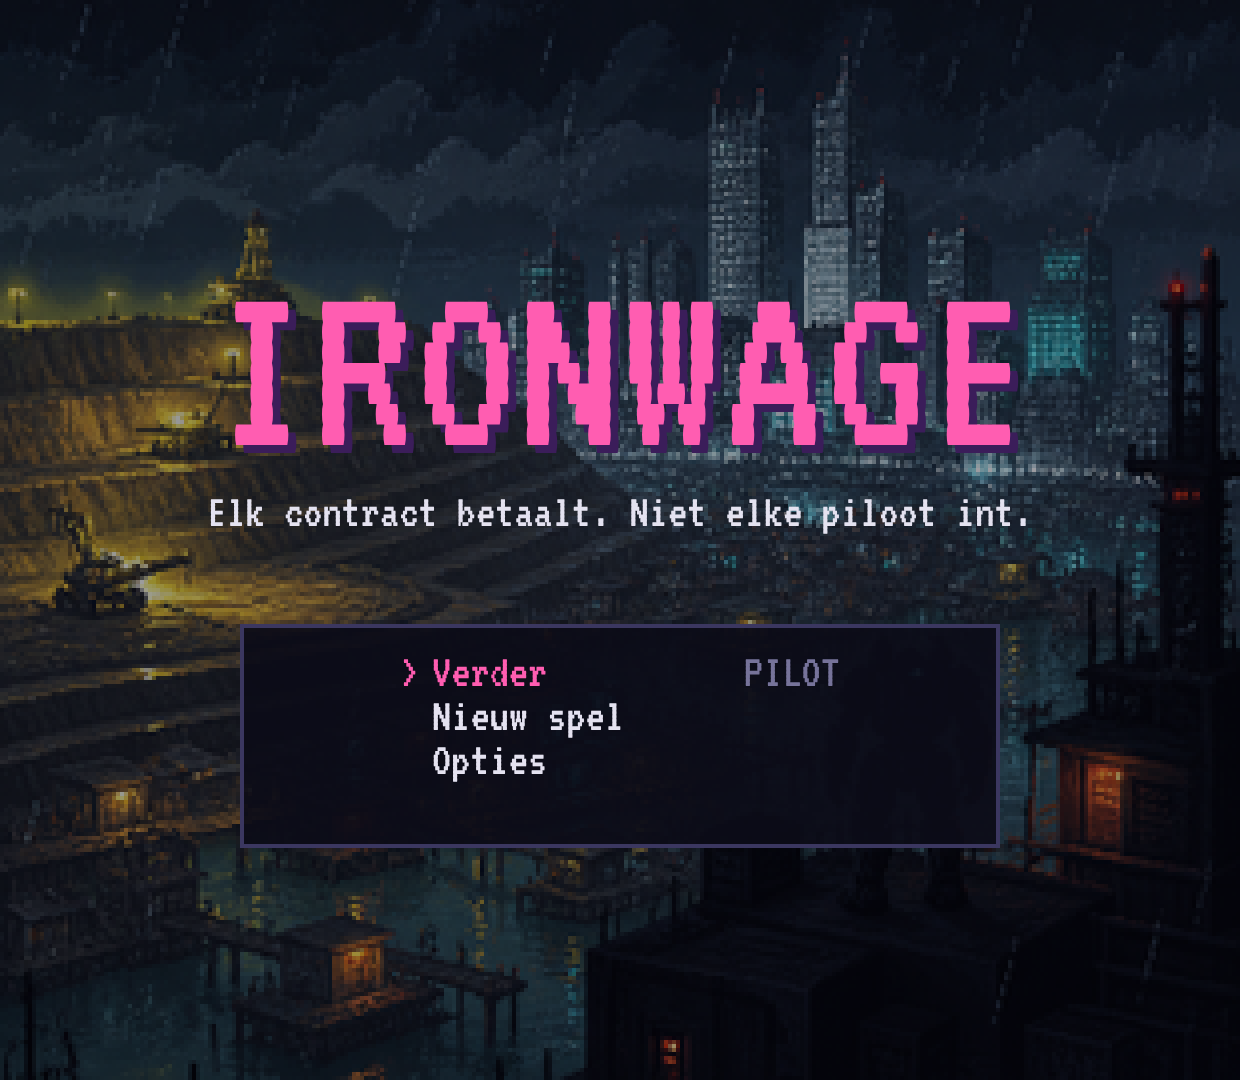 IRONWAGE
Elk contract betaalt. Niet elke piloot int.
> Verder PILOT
Nieuw spel
Opties